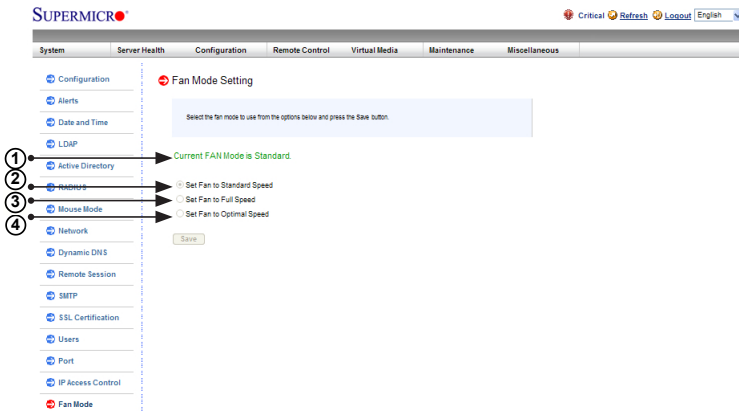 SUPERMICRO
Critical Refresh Logout English
System Server Health Configuration Remote Control Virtual Media Maintenance Miscellaneous
Configuration
Alerts
Date and Time
LDAP
Active Directory
RADIUS
Mouse Mode
Network
Dynamic DNS
Remote Session
SMTP
SSL Certification
Users
Port
IP Access Control
Fan Mode
Fan Mode Setting
Select the fan mode to use from the options below and press the Save button.
1
Current FAN Mode is Standard.
2
Set Fan to Standard Speed
3
Set Fan to Full Speed
4
Set Fan to Optimal Speed
Save